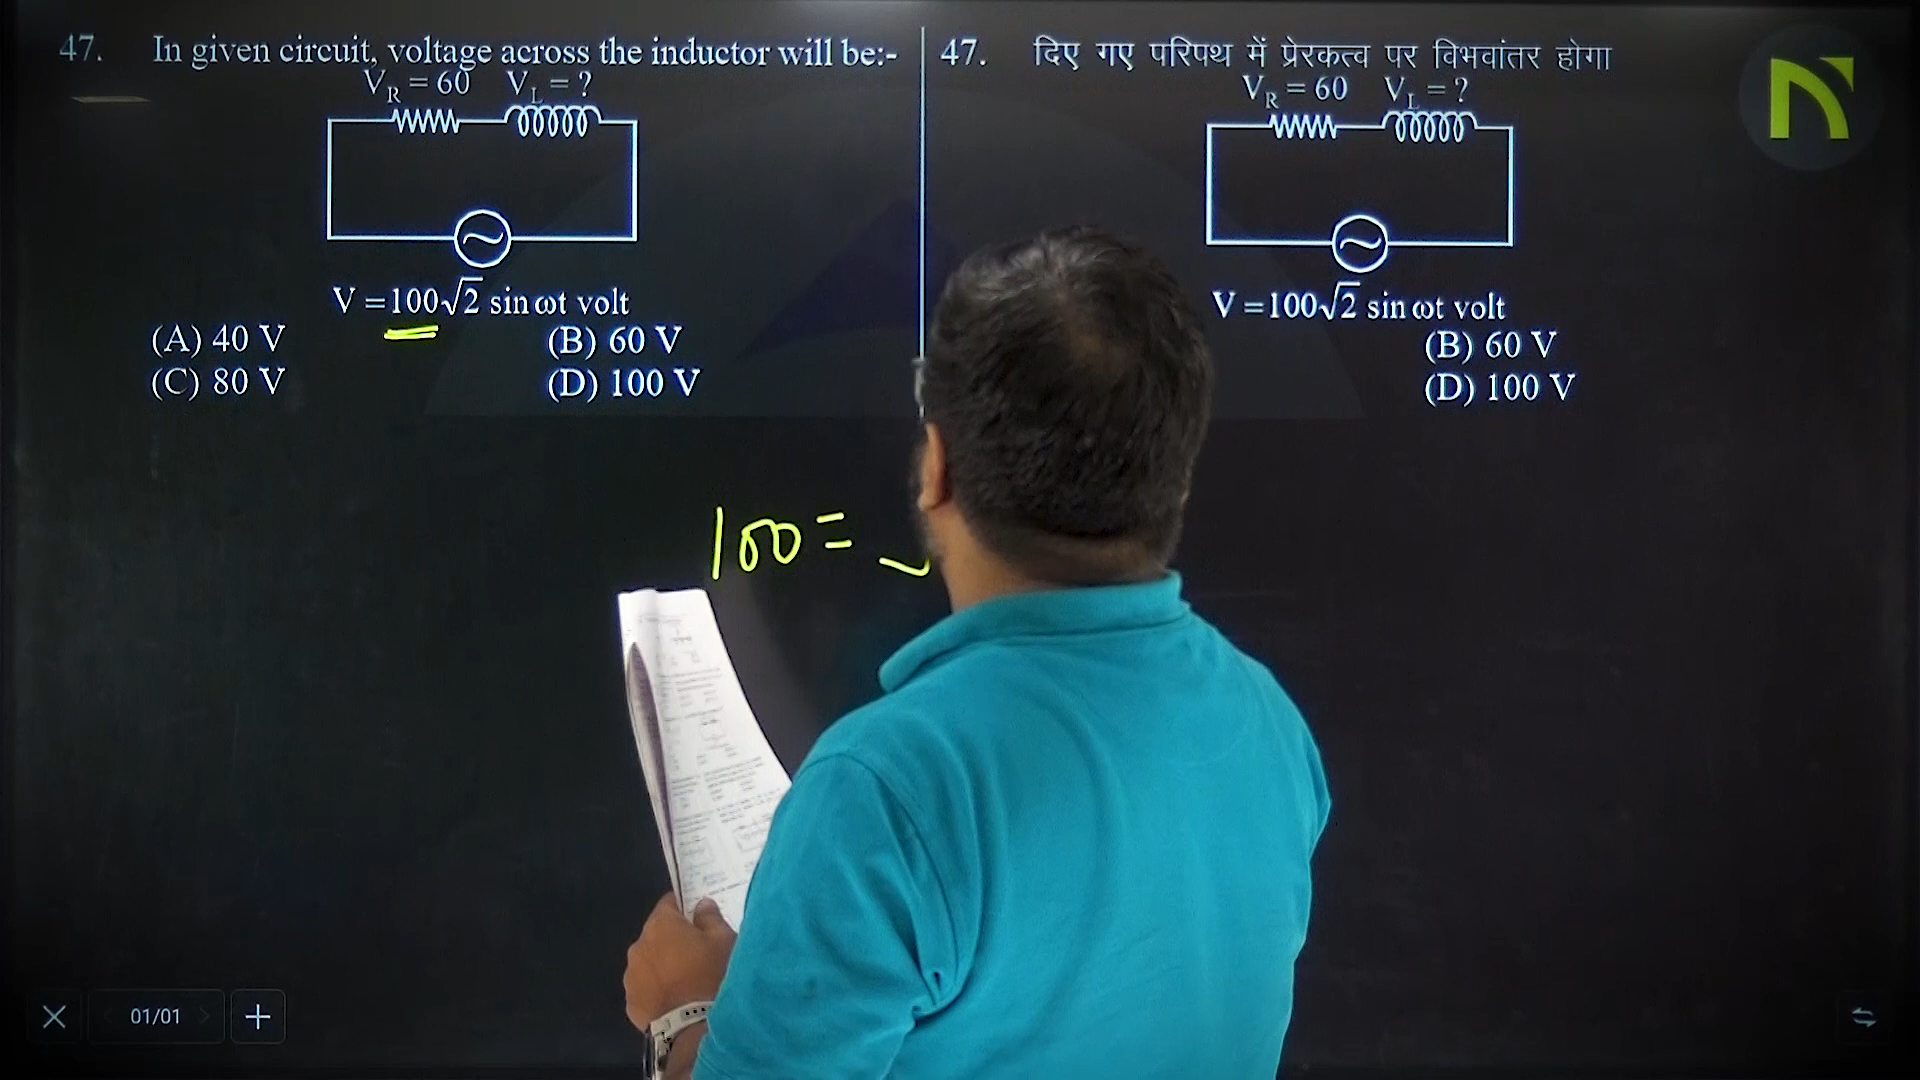 47. In given circuit, voltage across the inductor will be:-
V_R = 60 V_L = ?
V = 100√2 sin ωt volt
(A) 40 V (B) 60 V
(C) 80 V (D) 100 V
47. दिए गए परिपथ में प्रेरकत्व पर विभवांतर होगा
V_R = 60 V_L = ?
V = 100√2 sin ωt volt
(B) 60 V
(D) 100 V
100 =
01/01